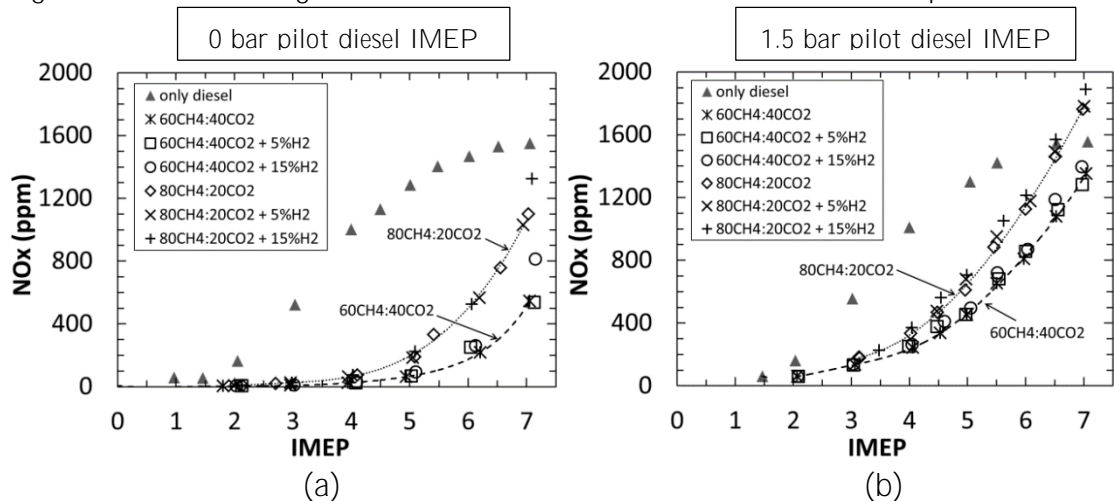 0 bar pilot diesel IMEP
1.5 bar pilot diesel IMEP
2000
1600
1200
800
400
0
NOx (ppm)
only diesel
60CH4:40CO2
60CH4:40CO2 + 5%H2
60CH4:40CO2 + 15%H2
80CH4:20CO2
80CH4:20CO2 + 5%H2
80CH4:20CO2 + 15%H2
80CH4:20CO2
60CH4:40CO2
0 1 2 3 4 5 6 7
IMEP
(a)
2000
1600
1200
800
400
0
NOx (ppm)
only diesel
60CH4:40CO2
60CH4:40CO2 + 5%H2
60CH4:40CO2 + 15%H2
80CH4:20CO2
80CH4:20CO2 + 5%H2
80CH4:20CO2 + 15%H2
80CH4:20CO2
60CH4:40CO2
0 1 2 3 4 5 6 7
IMEP
(b)